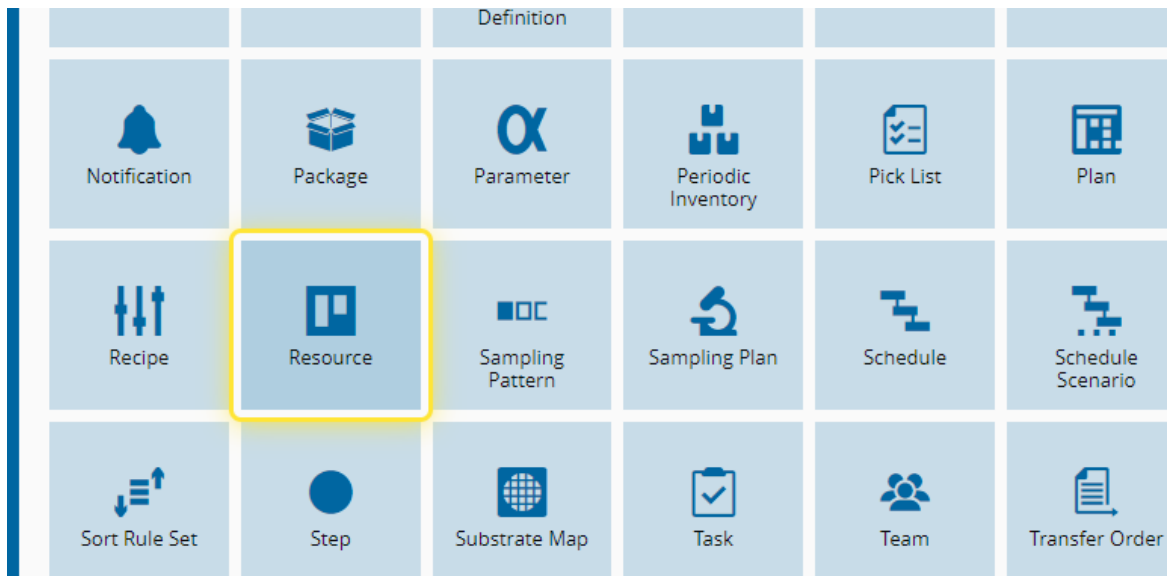 Definition
Notification
Package
Parameter
Periodic
Inventory
Pick List
Plan
Recipe
Resource
Sampling
Pattern
Sampling Plan
Schedule
Schedule
Scenario
Sort Rule Set
Step
Substrate Map
Task
Team
Transfer Order